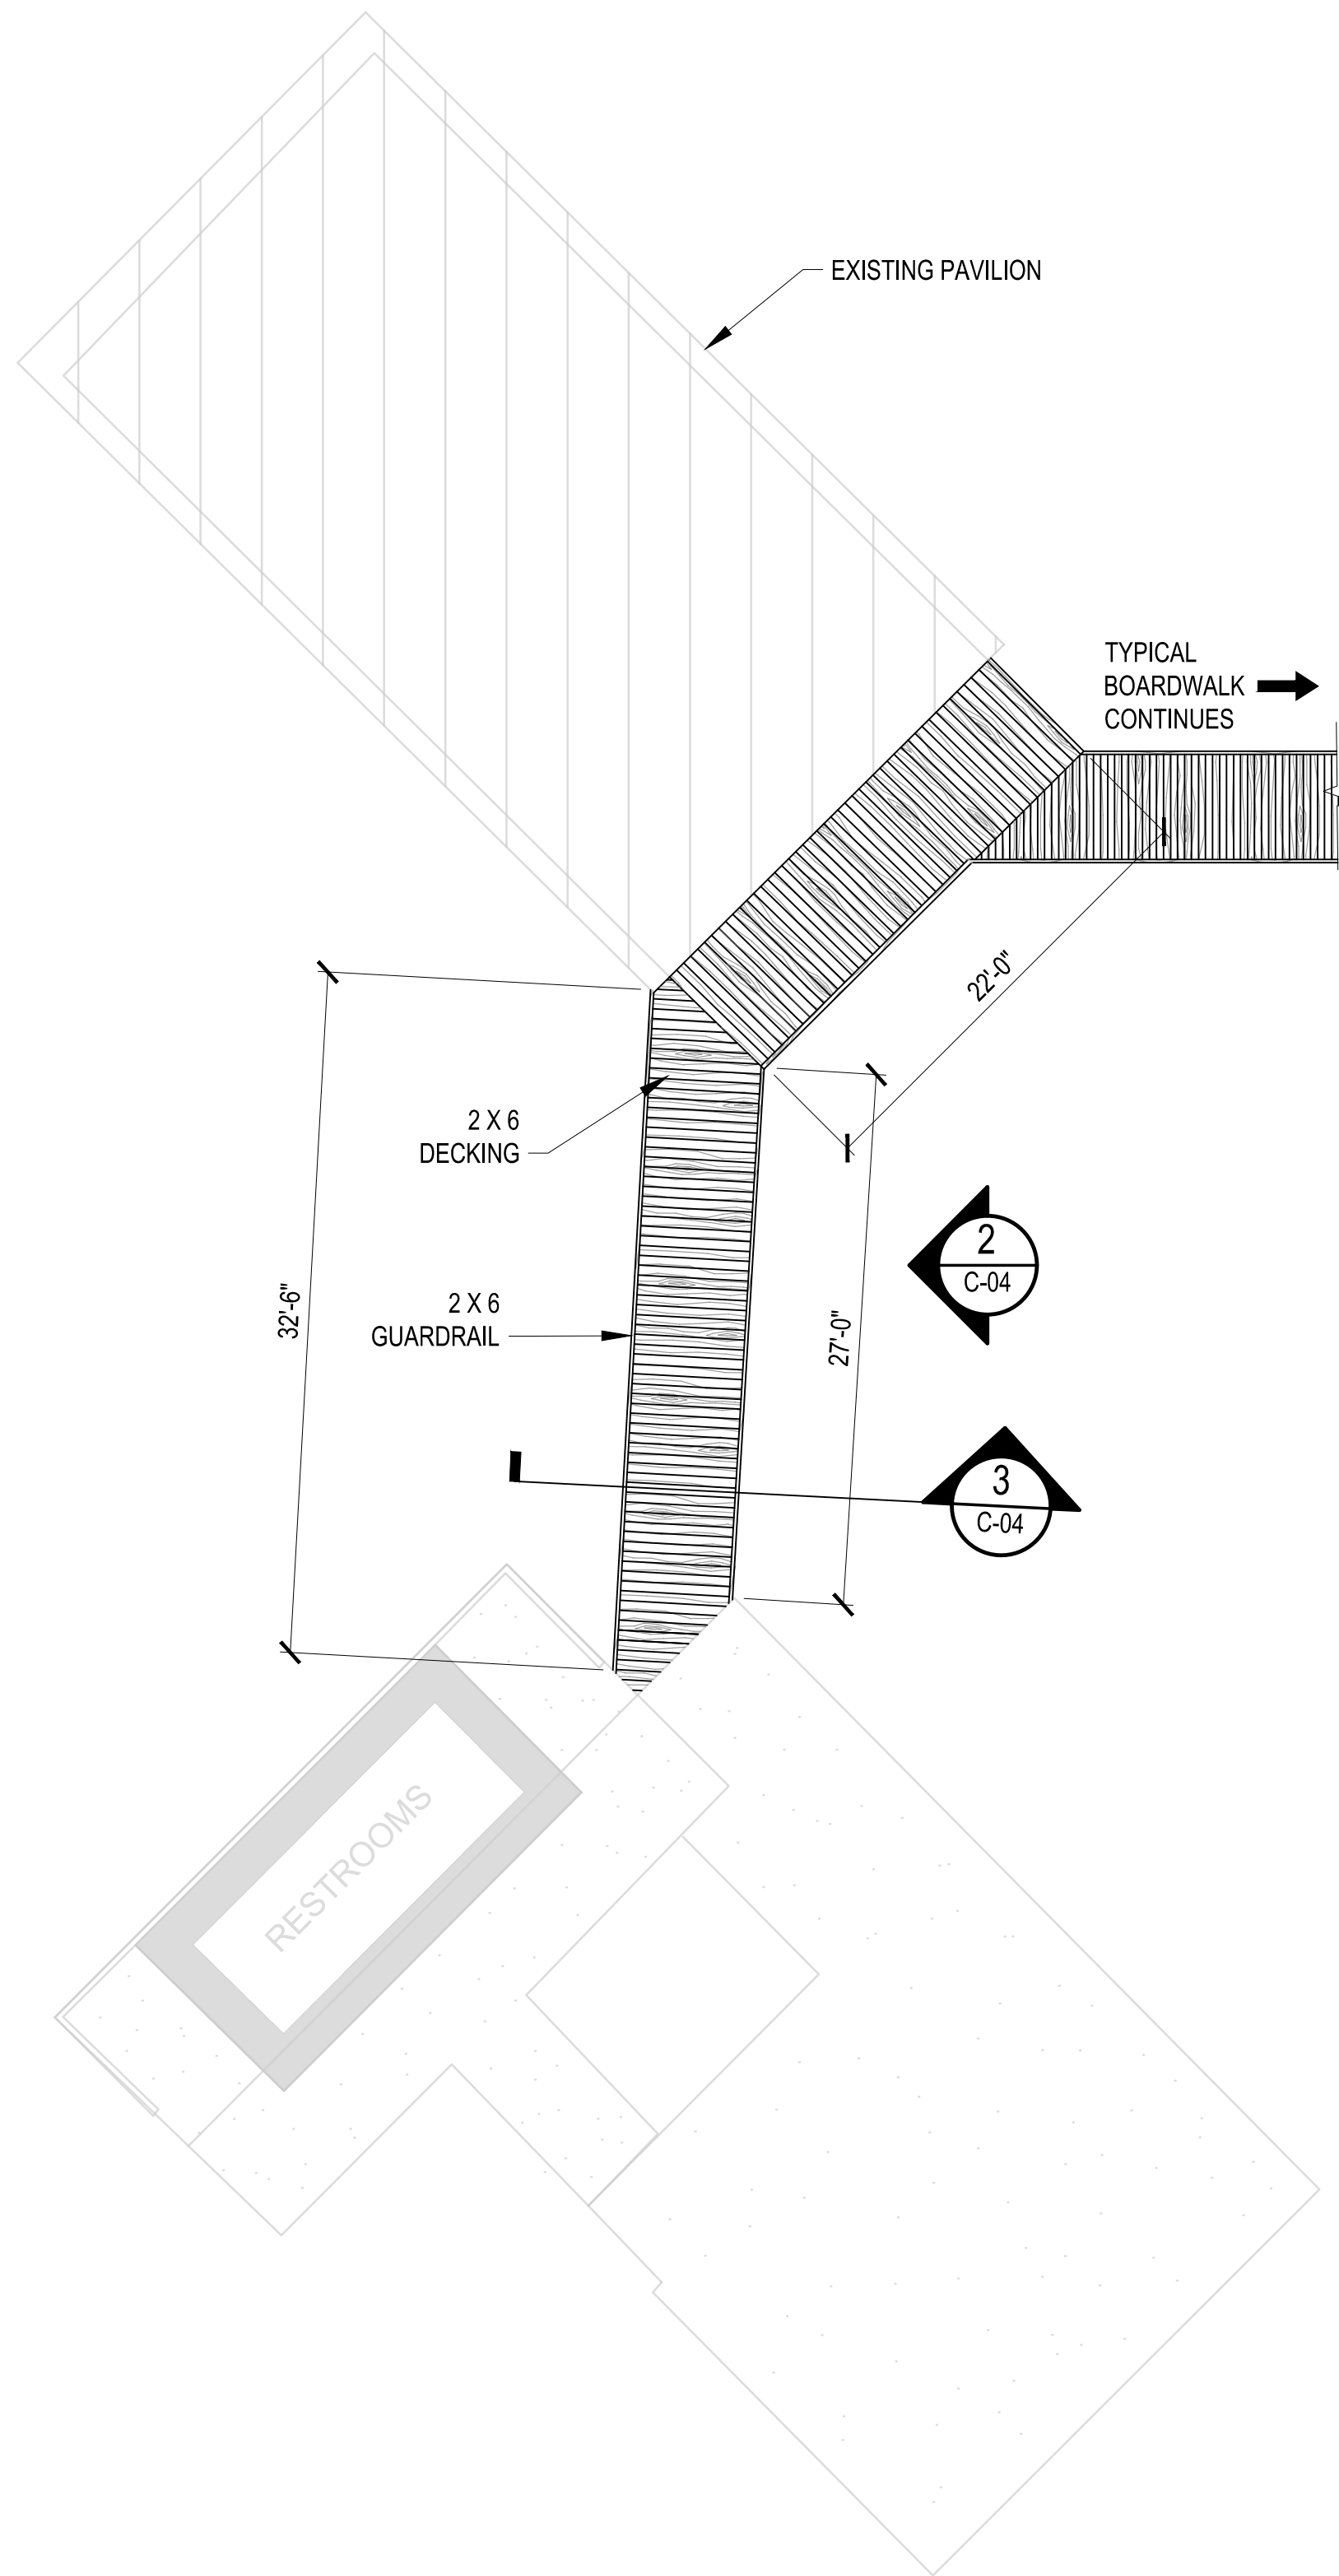 EXISTING PAVILION
TYPICAL
BOARDWALK
CONTINUES
22'-0"
2 X 6
DECKING
2
C-04
32'-6"
2 X 6
GUARDRAIL
27'-0"
3
C-04
RESTROOMS